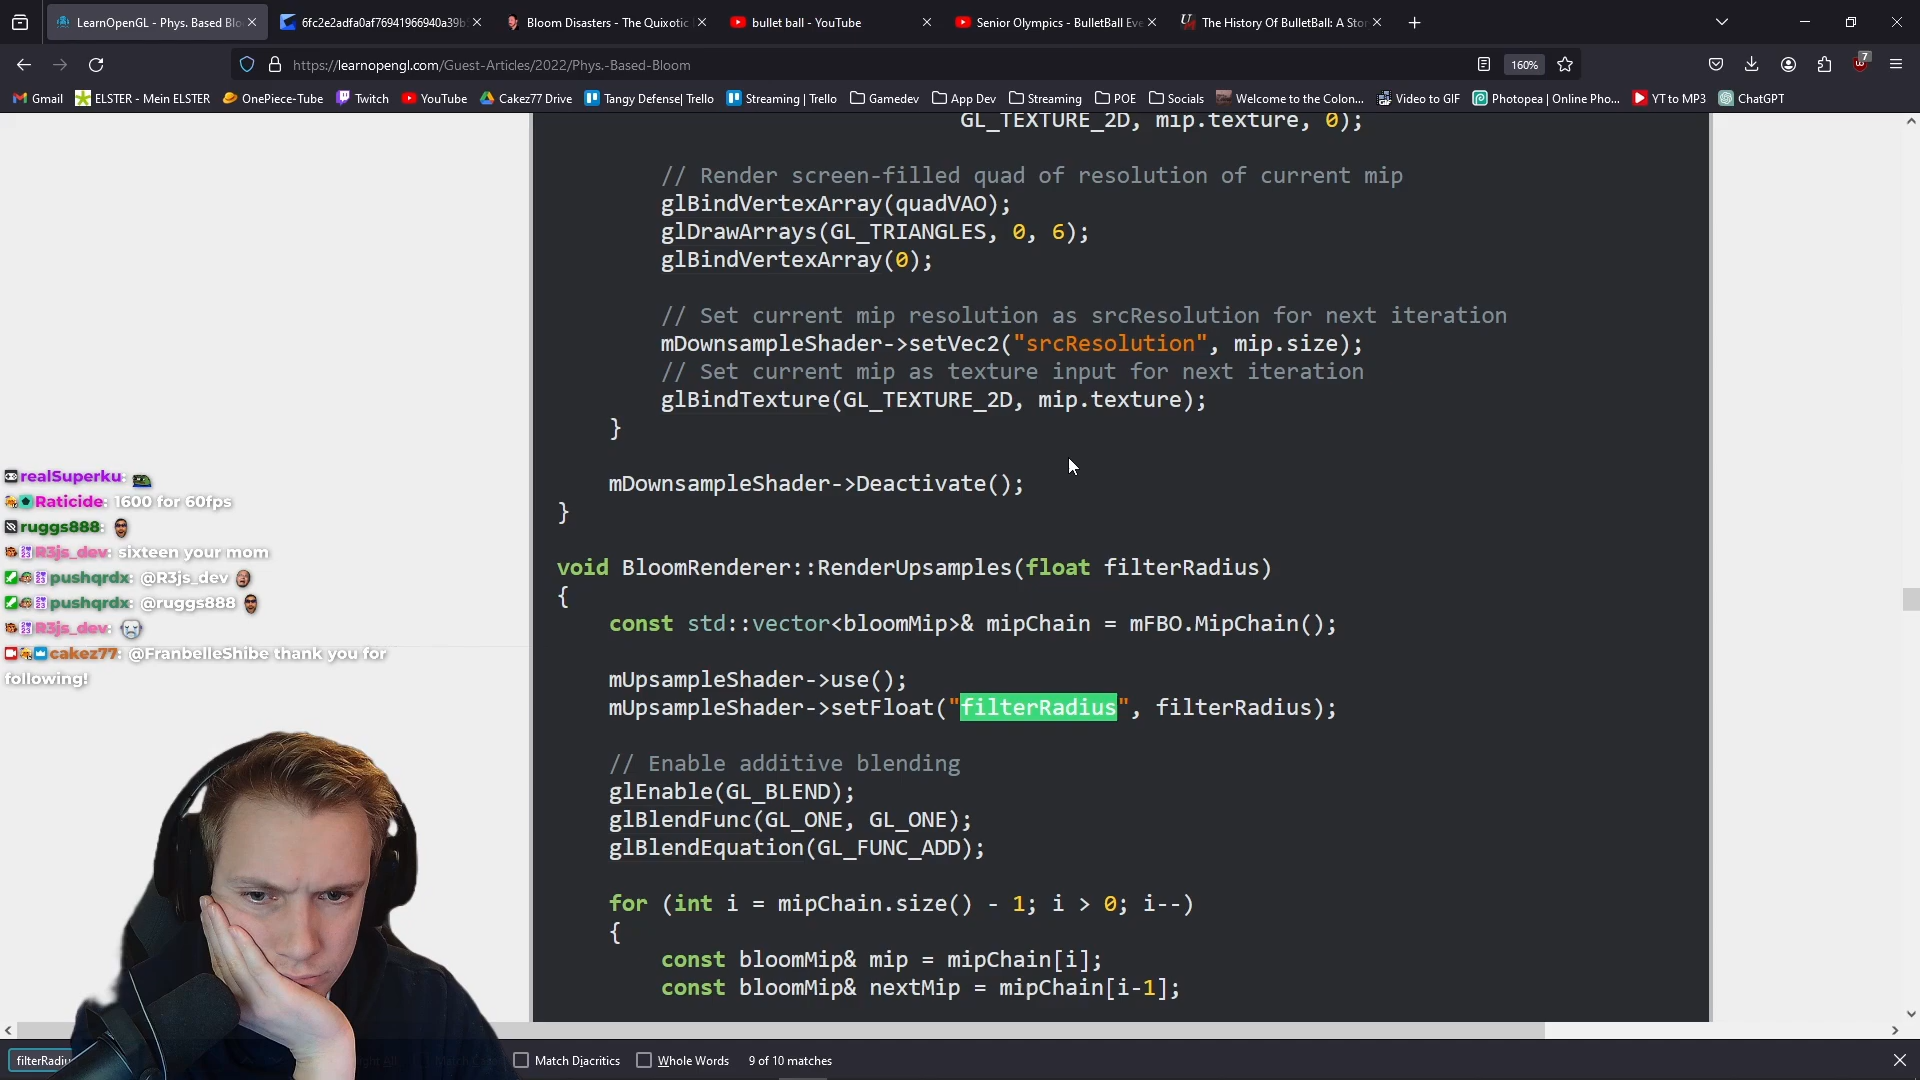 LearnOpenGL - Phys. Based Blo
6fc2e2adfa0af76941966940a39b
Bloom Disasters - The Quixotic
bullet ball - YouTube
Senior Olympics - BulletBall Eve
The History Of BulletBall: A Stor
https://learnopengl.com/Guest-Articles/2022/Phys.-Based-Bloom
160%
7
Gmail
ELSTER - Mein ELSTER
OnePiece-Tube
Twitch
YouTube
Cakez77 Drive
Tangy Defense| Trello
Streaming | Trello
Gamedev
App Dev
Streaming
POE
Socials
Welcome to the Colon...
Video to GIF
Photopea | Online Pho...
YT to MP3
ChatGPT
GL_TEXTURE_2D, mip.texture, 0);
// Render screen-filled quad of resolution of current mip
glBindVertexArray(quadVAO);
glDrawArrays(GL_TRIANGLES, 0, 6);
glBindVertexArray(0);
// Set current mip resolution as srcResolution for next iteration
mDownsampleShader->setVec2("srcResolution", mip.size);
// Set current mip as texture input for next iteration
glBindTexture(GL_TEXTURE_2D, mip.texture);
}
mDownsampleShader->Deactivate();
}
void BloomRenderer::RenderUpsamples(float filterRadius)
{
const std::vector<bloomMip>& mipChain = mFBO.MipChain();
mUpsampleShader->use();
mUpsampleShader->setFloat("filterRadius", filterRadius);
// Enable additive blending
glEnable(GL_BLEND);
glBlendFunc(GL_ONE, GL_ONE);
glBlendEquation(GL_FUNC_ADD);
for (int i = mipChain.size() - 1; i > 0; i--)
{
const bloomMip& mip = mipChain[i];
const bloomMip& nextMip = mipChain[i-1];
realSuperku:
Raticide: 1600 for 60fps
ruggs888:
R3js_dev: sixteen your mom
pushqrdx: @R3js_dev
pushqrdx: @ruggs888
R3js_dev:
cakez77: @FranbelleShibe thank you for
following!
filterRadiu
Match Diacritics
Whole Words
9 of 10 matches